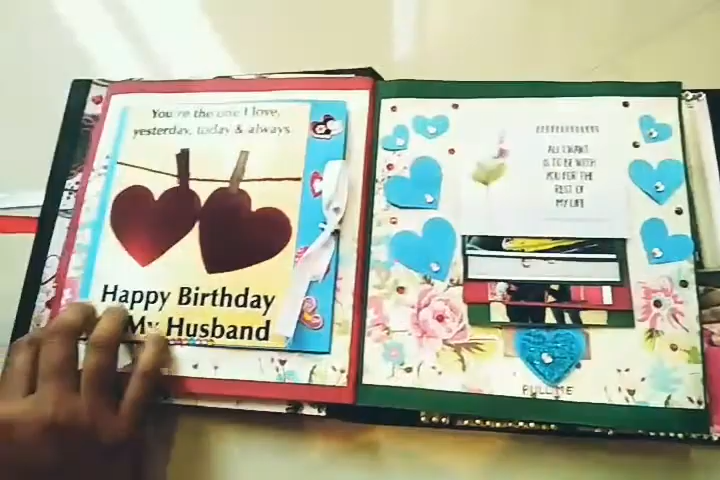 You're the one I love,
yesterday, today & always
Happy Birthday
My Husband
ALL I WANT
IS TO BE WITH
YOU FOR THE
REST OF
MY LIFE
PULL ME